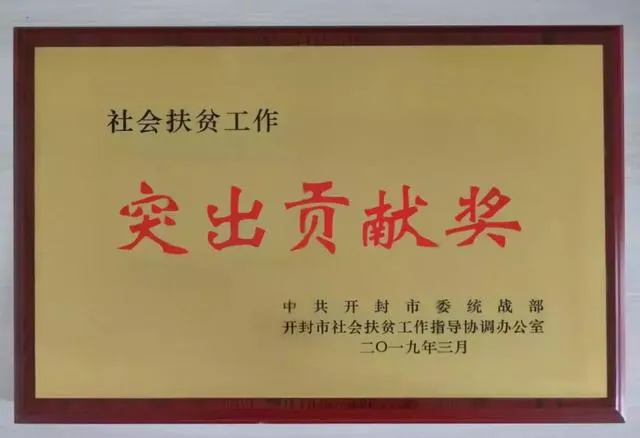 社会扶贫工作
突出贡献奖
中共开封市委统战部
开封市社会扶贫工作指导协调办公室
二〇一九年三月